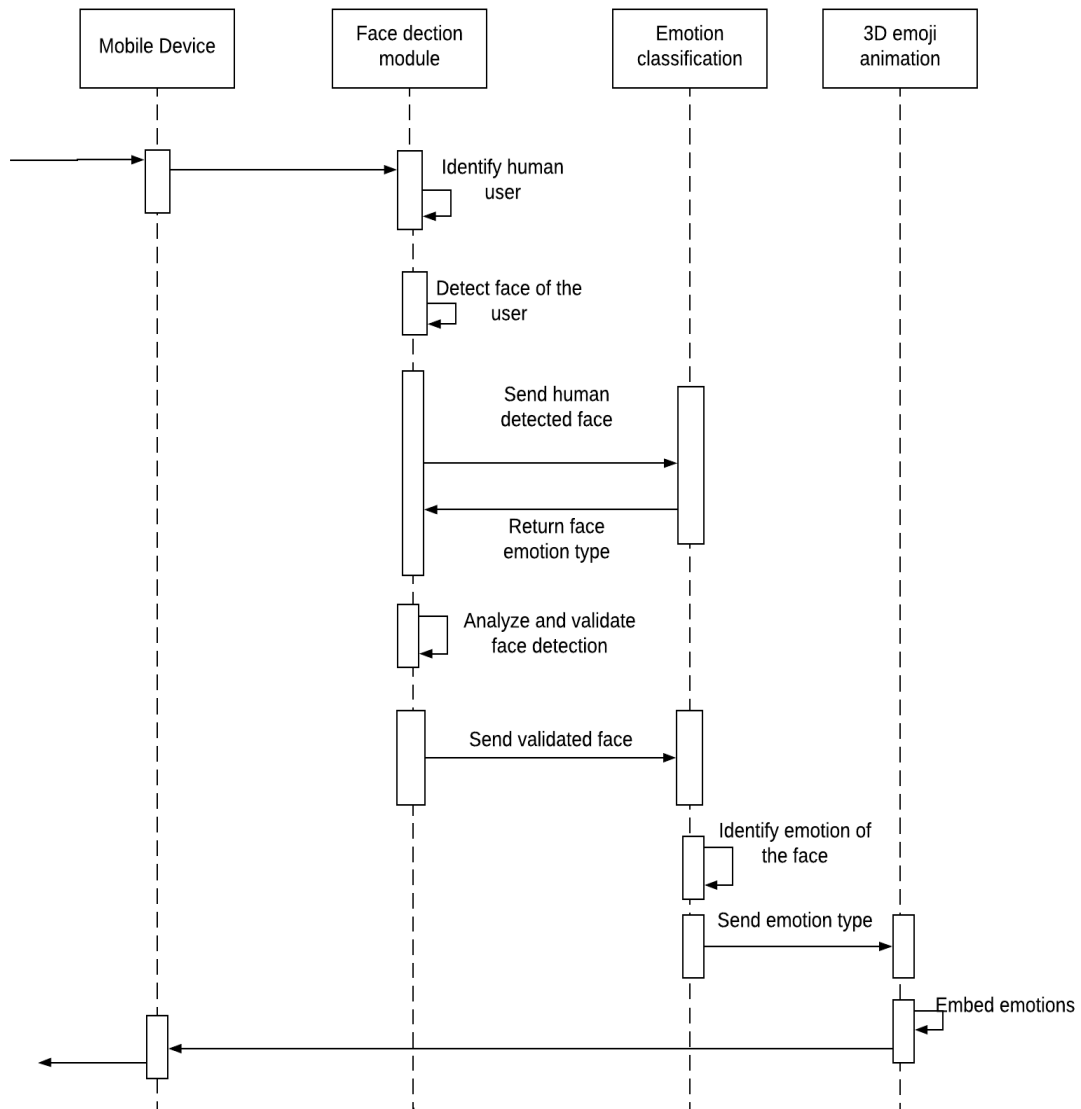 Mobile Device
Face dection
module
Emotion
classification
3D emoji
animation
Identify human
user
Detect face of the
user
Send human
detected face
Return face
emotion type
Analyze and validate
face detection
Send validated face
Identify emotion of
the face
Send emotion type
Embed emotions